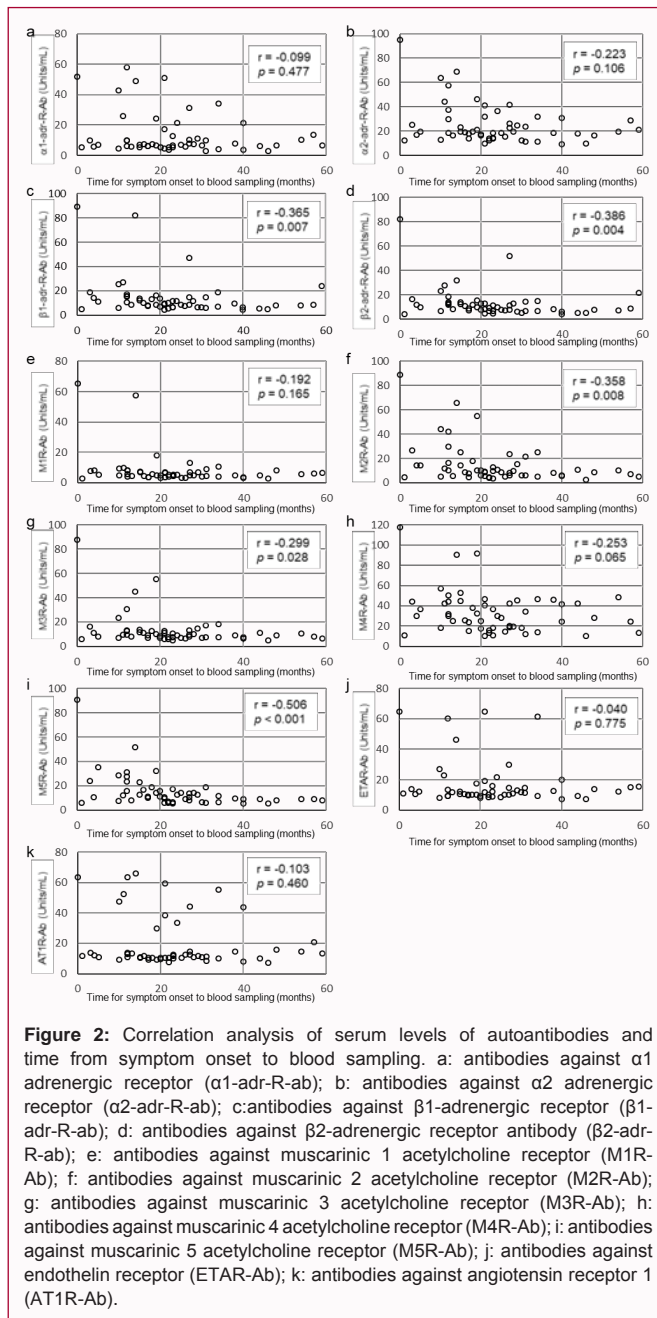 a
80
60
40
20
0
α1-adr-R-Ab (Units/mL)
r = -0.099
p = 0.477
0 20 40 60
Time for symptom onset to blood sampling (months)
b
100
80
60
40
20
0
α2-adr-R-Ab (Units/mL)
r = -0.223
p = 0.106
0 20 40 60
Time for symptom onset to blood sampling (months)
c
100
80
60
40
20
0
β1-adr-R-Ab (Units/mL)
r = -0.365
p = 0.007
0 20 40 60
Time for symptom onset to blood sampling (months)
d
100
80
60
40
20
0
β2-adr-R-Ab (Units/mL)
r = -0.386
p = 0.004
0 20 40 60
Time for symptom onset to blood sampling (months)
e
80
60
40
20
0
M1R-Ab (Units/mL)
r = -0.192
p = 0.165
0 20 40 60
Time for symptom onset to blood sampling (months)
f
100
80
60
40
20
0
M2R-Ab (Units/mL)
r = -0.358
p = 0.008
0 20 40 60
Time for symptom onset to blood sampling (months)
g
100
80
60
40
20
0
M3R-Ab (Units/mL)
r = -0.299
p = 0.028
0 20 40 60
Time for symptom onset to blood sampling (months)
h
120
100
80
60
40
20
0
M4R-Ab (Units/mL)
r = -0.253
p = 0.065
0 20 40 60
Time for symptom onset to blood sampling (months)
i
100
80
60
40
20
0
M5R-Ab (Units/mL)
r = -0.506
p < 0.001
0 20 40 60
Time for symptom onset to blood sampling (months)
j
80
60
40
20
0
ETAR-Ab (Units/mL)
r = -0.040
p = 0.775
0 20 40 60
Time for symptom onset to blood sampling (months)
k
80
60
40
20
0
AT1R-Ab (Units/mL)
r = -0.103
p = 0.460
0 20 40 60
Time for symptom onset to blood sampling (months)
Figure 2: Correlation analysis of serum levels of autoantibodies and
time from symptom onset to blood sampling. a: antibodies against α1
adrenergic receptor (α1-adr-R-ab); b: antibodies against α2 adrenergic
receptor (α2-adr-R-ab); c:antibodies against β1-adrenergic receptor (β1-
adr-R-ab); d: antibodies against β2-adrenergic receptor antibody (β2-adr-
R-ab); e: antibodies against muscarinic 1 acetylcholine receptor (M1R-
Ab); f: antibodies against muscarinic 2 acetylcholine receptor (M2R-Ab);
g: antibodies against muscarinic 3 acetylcholine receptor (M3R-Ab); h:
antibodies against muscarinic 4 acetylcholine receptor (M4R-Ab); i: antibodies
against muscarinic 5 acetylcholine receptor (M5R-Ab); j: antibodies against
endothelin receptor (ETAR-Ab); k: antibodies against angiotensin receptor 1
(AT1R-Ab).